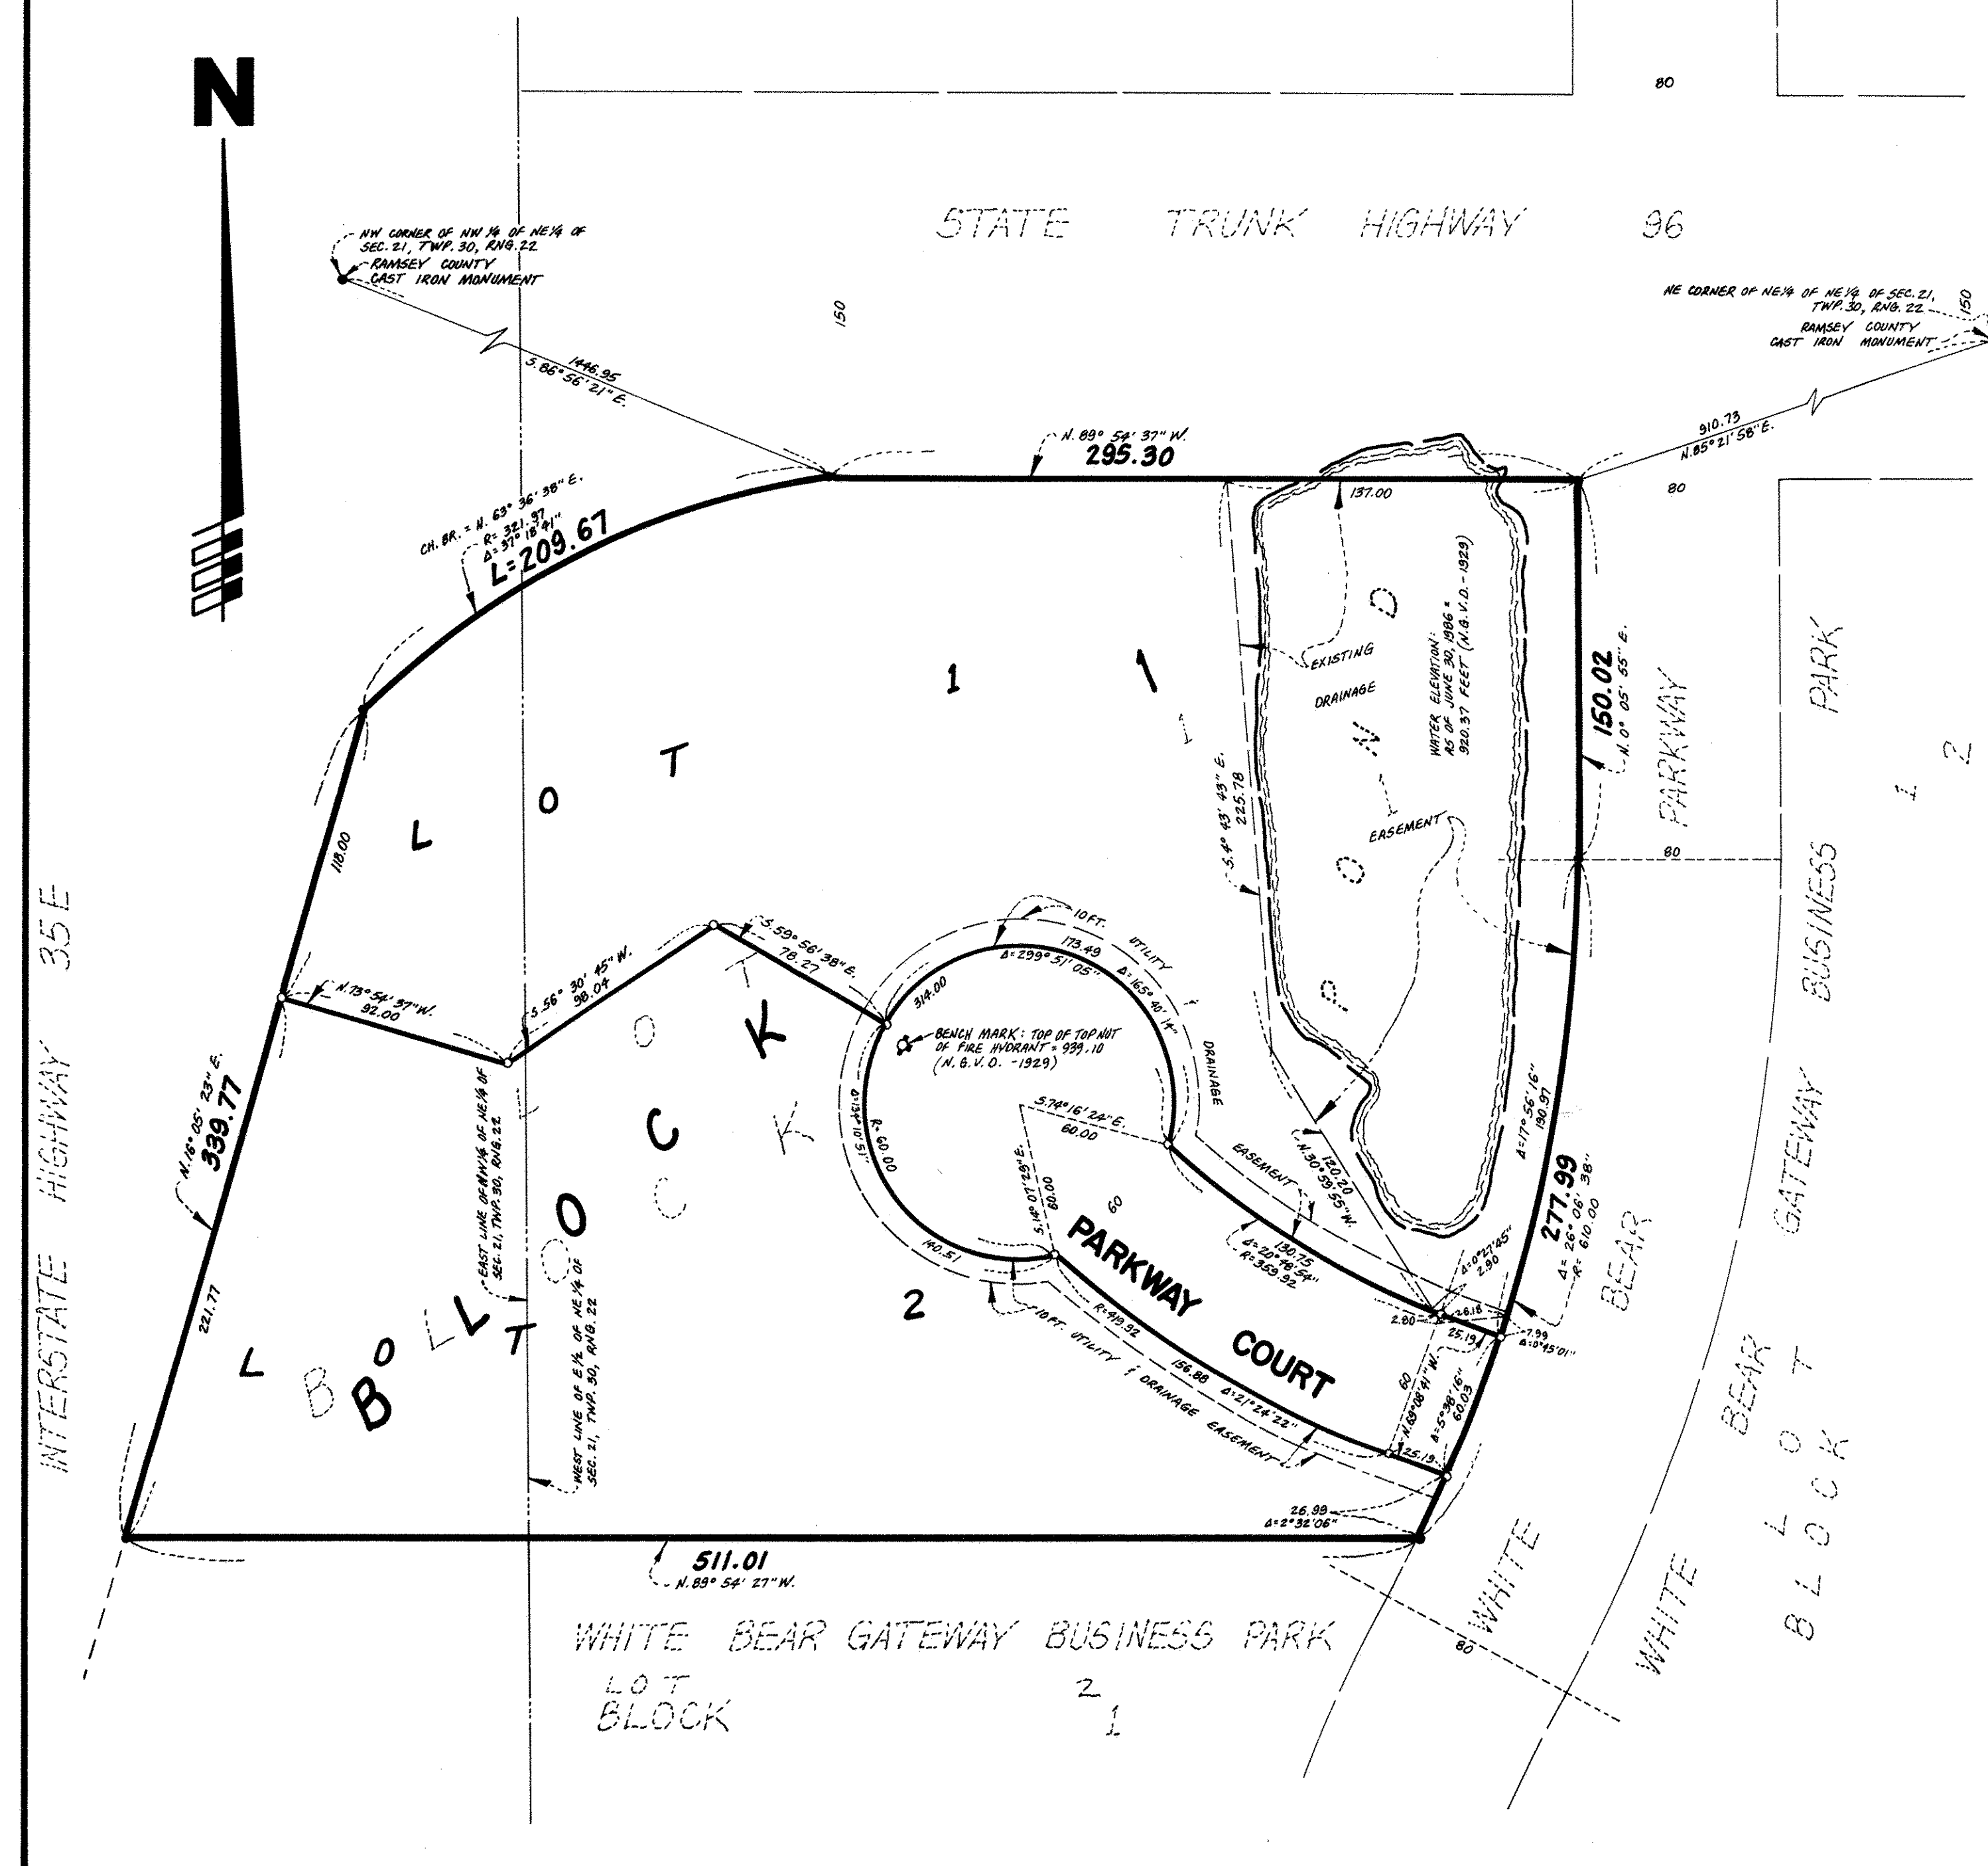 N
80
STATE TRUNK HIGHWAY 96
NW CORNER OF NW 1/4 OF NE 1/4 OF
SEC. 21, TWP. 30, RNG. 22
RAMSEY COUNTY
CAST IRON MONUMENT
150
NE CORNER OF NE 1/4 OF NE 1/4 OF SEC. 21,
TWP. 30, RNG. 22
RAMSEY COUNTY
CAST IRON MONUMENT
150
1446.95
S. 86° 56' 21" E.
910.73
N. 85° 21' 58" E.
N. 89° 54' 37" W.
295.30
137.00
80
CH. BR. = N. 63° 36' 38" E.
R= 321.97
Δ= 37° 18' 41"
L=209.67
LOT 1
1
1
EXISTING
DRAINAGE
EASEMENT
POND
WATER ELEVATION:
AS OF JUNE 30, 1986 =
920.37 FEET (N.G.V.D. - 1929)
150.02
N. 0° 05' 55" E.
80
S. 4° 43' 43" E.
225.78
118.00
N. 73° 54' 37" W.
92.00
S. 56° 30' 45" W.
98.04
S. 59° 56' 38" E.
78.27
10 FT. UTILITY & DRAINAGE EASEMENT
173.49
Δ=299° 51' 05"
Δ=165° 40' 14"
314.00
BENCH MARK: TOP OF TOP NUT
OF FIRE HYDRANT = 939.10
(N.G.V.D. -1929)
Δ=134° 10' 51"
R= 60.00
140.51
S. 74° 16' 24" E.
60.00
S. 14° 07' 29" E.
60.00
N. 30° 59' 55" W.
120.20
Δ=17° 56' 16"
190.97
277.99
Δ= 26° 06' 38"
R= 610.00
60
PARKWAY COURT
130.75
Δ=20° 48' 54"
R=359.92
Δ=0°27'45"
2.90
2.80
26.18
25.19
7.99
Δ=0°45'01"
60
N. 69° 08' 41" W.
Δ=5°38'16"
60.03
25.19
R=419.92
156.88
Δ=21° 24' 22"
10 FT. UTILITY & DRAINAGE EASEMENT
26.99
Δ=2°32'06"
N. 16° 05' 23" E.
339.77
221.77
EAST LINE OF NW 1/4 OF NE 1/4 OF
SEC. 21, TWP. 30, RNG. 22
WEST LINE OF E 1/2 OF NE 1/4 OF
SEC. 21, TWP. 30, RNG. 22
LOT 2
BLOCK 1
BLOCK
LOT
INTERSTATE HIGHWAY 35E
511.01
N. 89° 54' 27" W.
WHITE BEAR GATEWAY BUSINESS PARK
LOT 2
BLOCK 1
WHITE BEAR PARKWAY
80
WHITE BEAR GATEWAY BUSINESS PARK
LOT 1
BLOCK 2